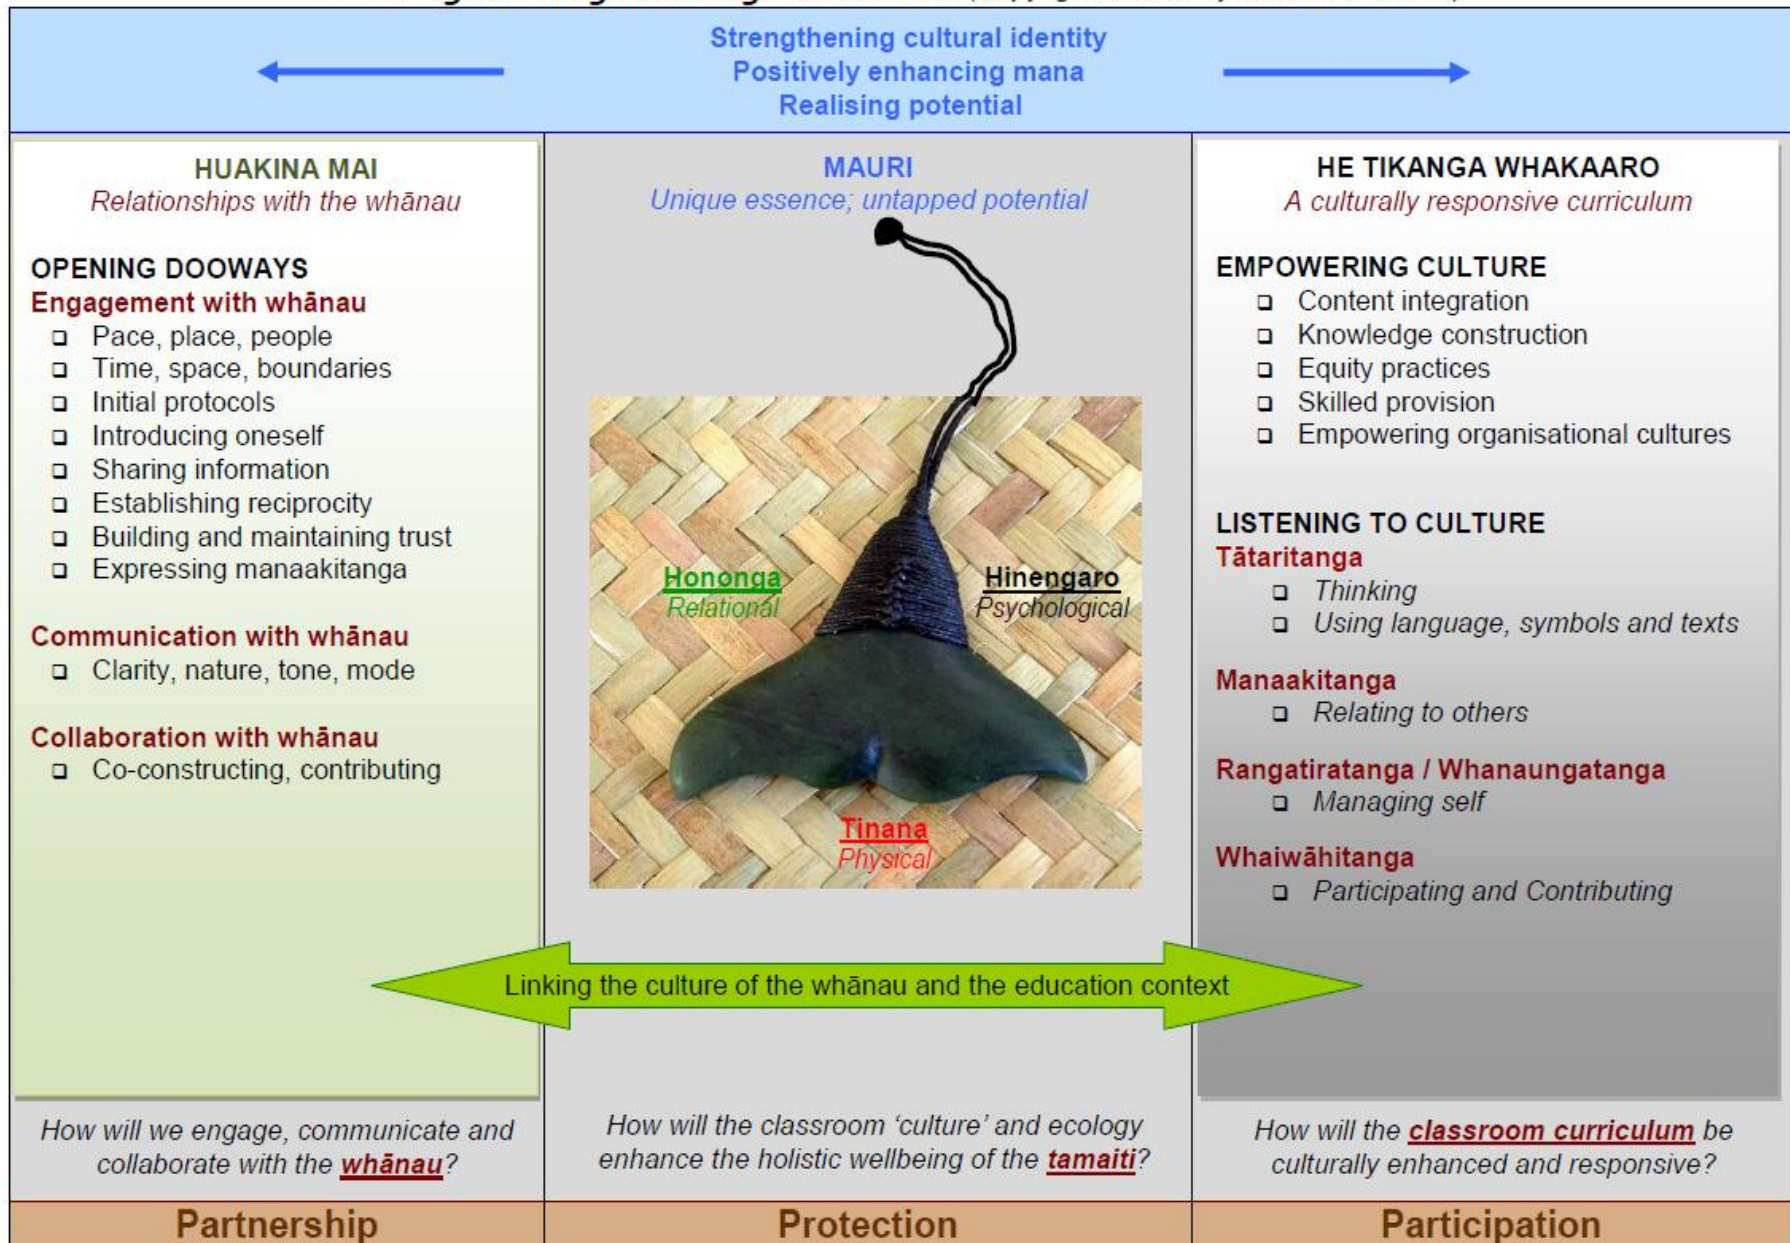 Strengthening cultural identity
Positively enhancing mana
Realising potential
HUAKINA MAI
Relationships with the whānau
OPENING DOOWAYS
Engagement with whānau
Pace, place, people
Time, space, boundaries
Initial protocols
Introducing oneself
Sharing information
Establishing reciprocity
Building and maintaining trust
Expressing manaakitanga
Communication with whānau
Clarity, nature, tone, mode
Collaboration with whānau
Co-constructing, contributing
How will we engage, communicate and
collaborate with the whānau?
Partnership
MAURI
Unique essence; untapped potential
Hononga
Relational
Hinengaro
Psychological
Tinana
Physical
Linking the culture of the whānau and the education context
How will the classroom ‘culture’ and ecology
enhance the holistic wellbeing of the tamaiti?
Protection
HE TIKANGA WHAKAARO
A culturally responsive curriculum
EMPOWERING CULTURE
Content integration
Knowledge construction
Equity practices
Skilled provision
Empowering organisational cultures
LISTENING TO CULTURE
Tātaritanga
Thinking
Using language, symbols and texts
Manaakitanga
Relating to others
Rangatiratanga / Whanaungatanga
Managing self
Whaiwāhitanga
Participating and Contributing
How will the classroom curriculum be
culturally enhanced and responsive?
Participation